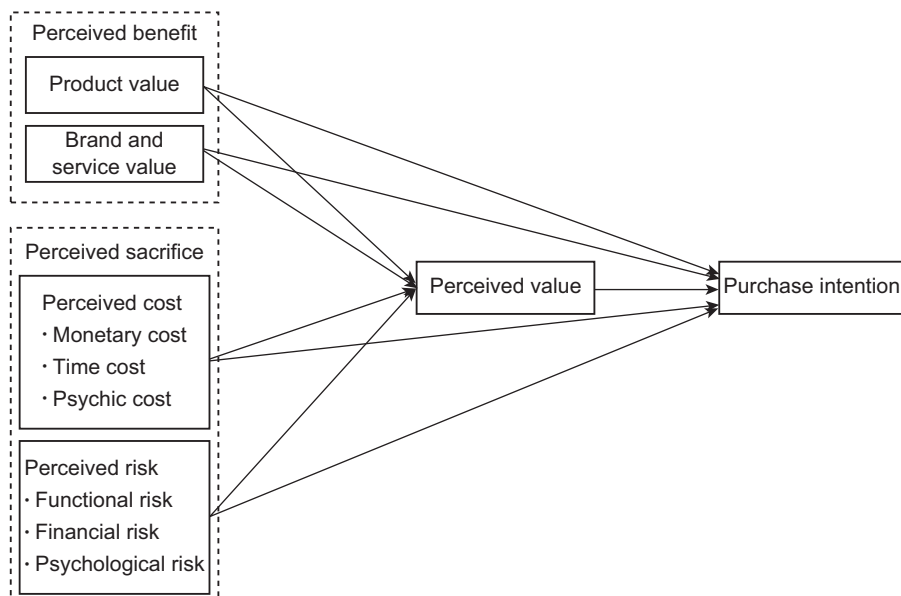 Perceived benefit
Product value
Brand and
service value
Perceived sacrifice
Perceived cost
· Monetary cost
· Time cost
· Psychic cost
Perceived risk
· Functional risk
· Financial risk
· Psychological risk
Perceived value
Purchase intention